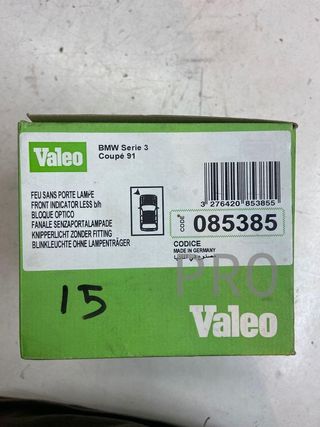 Valeo
BMW Serie 3
Coupé 91
FEU SANS PORTE LAMPE
FRONT INDICATOR LESS b/h
BLOQUE OPTICO
FANALE SENZAPORTALAMPADE
KNIPPERLICHT ZONDER FITTING
BLINKLEUCHTE OHNE LAMPENTRÄGER
3 276420 853855
CODE
085385
CODICE
MADE IN GERMANY
PRO
15
Valeo